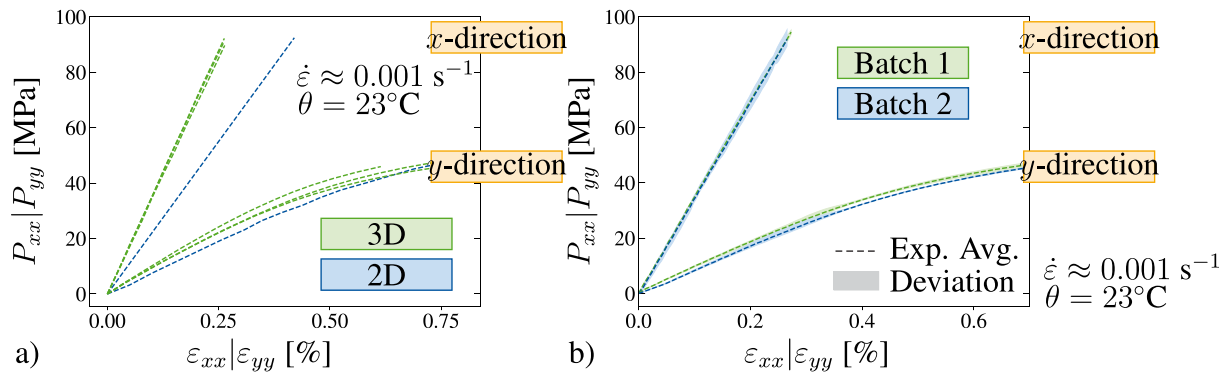 100
80
60
40
20
0
P_xx|P_yy [MPa]
x-direction
ε̇ ≈ 0.001 s⁻¹
θ = 23°C
y-direction
3D
2D
0.00 0.25 0.50 0.75
ε_xx|ε_yy [%]
a)
100
80
60
40
20
0
P_xx|P_yy [MPa]
x-direction
Batch 1
Batch 2
y-direction
Exp. Avg.
Deviation
ε̇ ≈ 0.001 s⁻¹
θ = 23°C
0.0 0.2 0.4 0.6
ε_xx|ε_yy [%]
b)